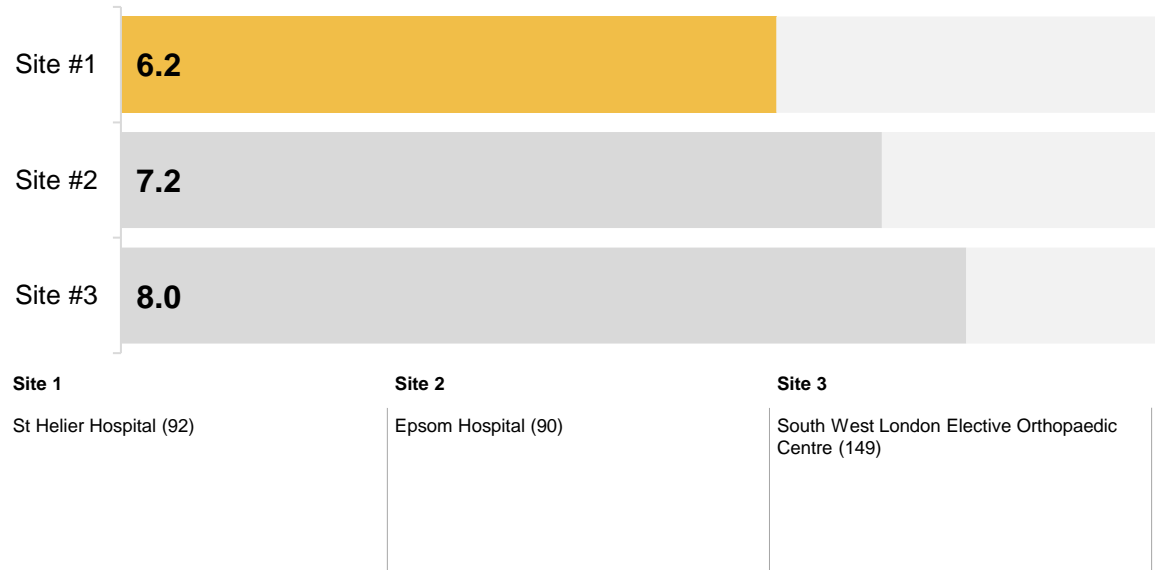 Site #1
6.2
Site #2
7.2
Site #3
8.0
Site 1
Site 2
Site 3
St Helier Hospital (92)
Epsom Hospital (90)
South West London Elective Orthopaedic
Centre (149)